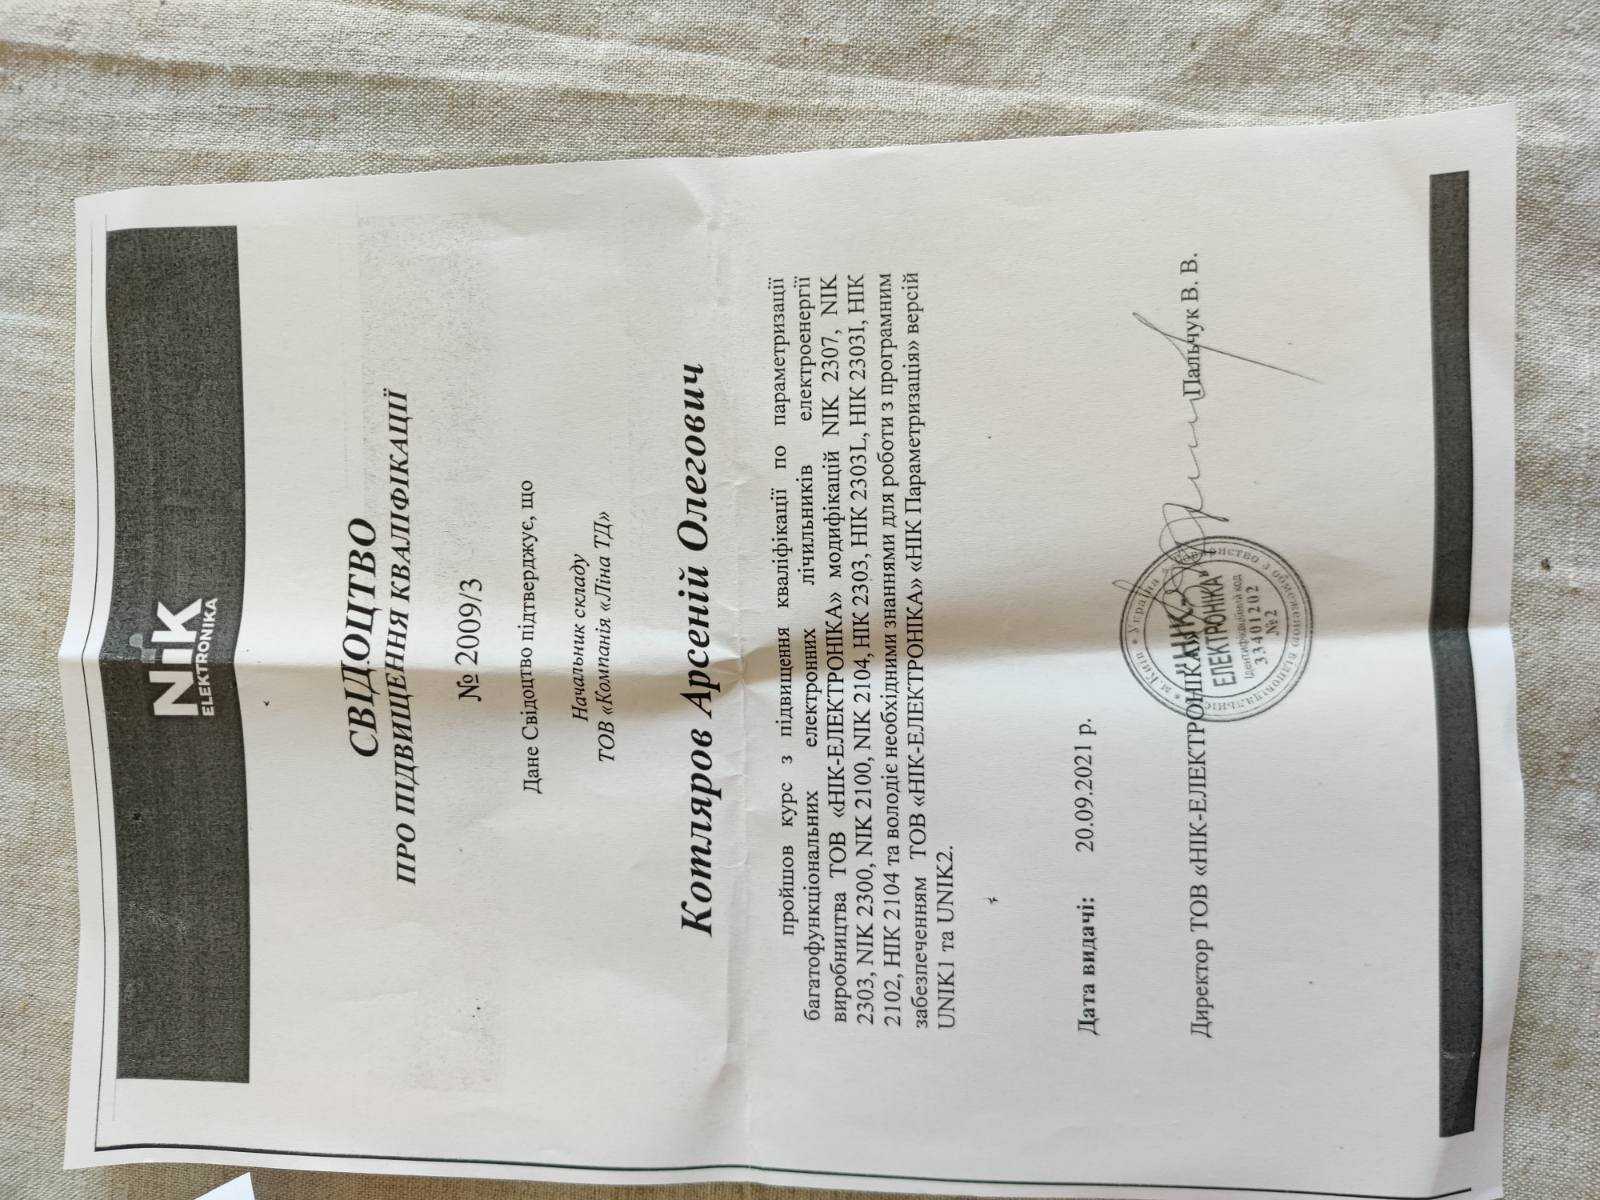 NiK
ELEKTRONIKA
СВІДОЦТВО
ПРО ПІДВИЩЕННЯ КВАЛІФІКАЦІЇ
№ 2009/3
Дане Свідоцтво підтверджує, що
Начальник складу
ТОВ «Компанія «Ліна ТД»
Котляров Арсеній Олегович
пройшов курс з підвищення кваліфікації по параметризації
багатофункціональних електронних лічильників електроенергії
виробництва ТОВ «НІК-ЕЛЕКТРОНІКА» модифікацій NIK 2307, NIK
2303, NIK 2300, NIK 2100, NIK 2104, НІК 2303, НІК 2303L, НІК 2303I, НІК
2102, НІК 2104 та володіє необхідними знаннями для роботи з програмним
забезпеченням ТОВ «НІК-ЕЛЕКТРОНІКА» «НІК Параметризація» версій
UNIK1 та UNIK2.
Дата видачі: 20.09.2021 р.
Директор ТОВ «НІК-ЕЛЕКТРОНІКА» Пальчук В. В.
м.Київ * Україна * Товариство з обмеженою відповідальністю
"НІК-
ЕЛЕКТРОНІКА"
Ідентифікаційний код
33401202
№2